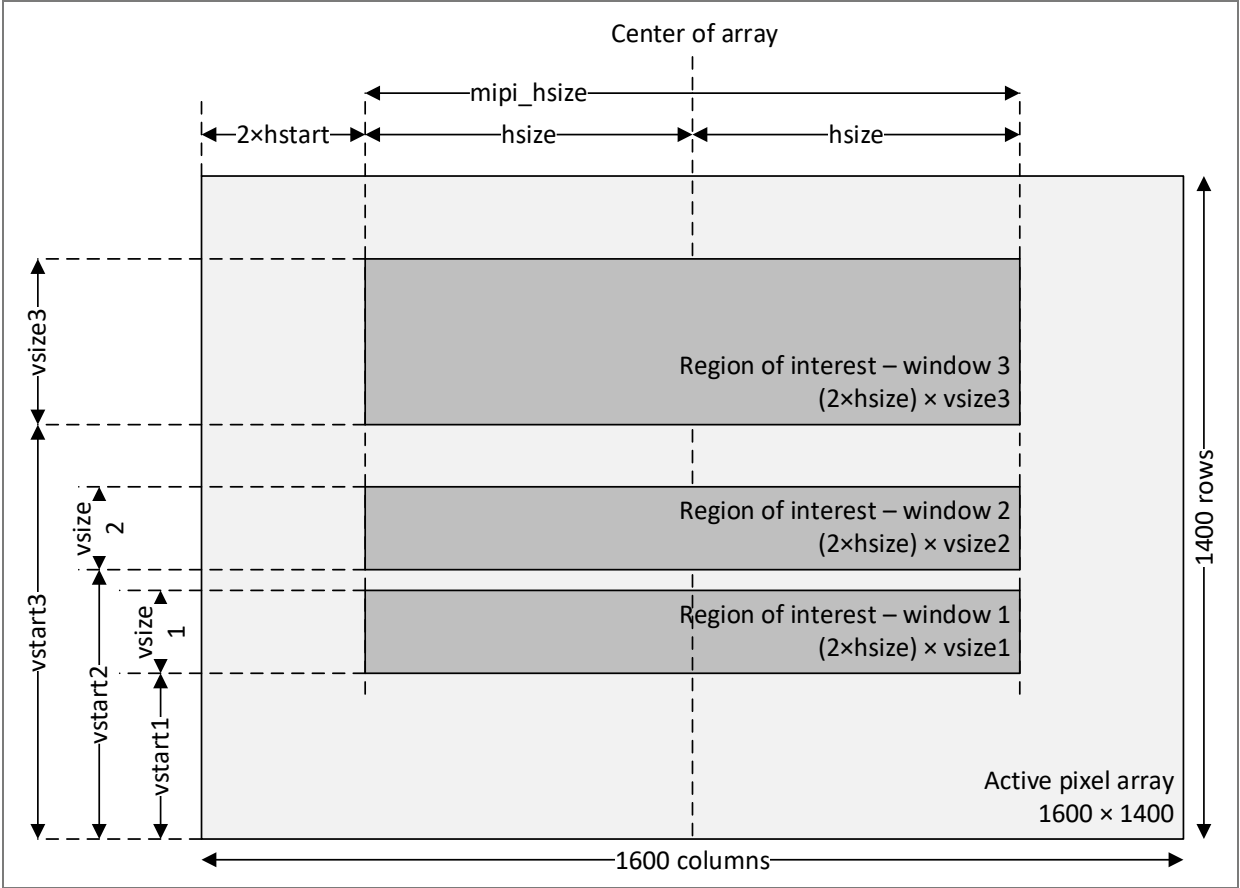 Center of array
mipi_hsize
2×hstart
hsize
hsize
vsize3
Region of interest – window 3
(2×hsize) × vsize3
vsize
2
Region of interest – window 2
(2×hsize) × vsize2
vstart3
vstart2
vsize
1
Region of interest – window 1
(2×hsize) × vsize1
vstart1
1400 rows
Active pixel array
1600 × 1400
1600 columns